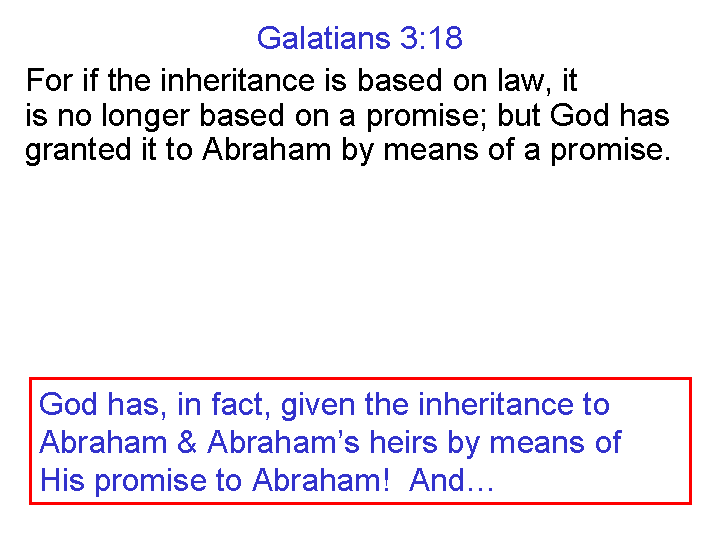 Galatians 3:18
For if the inheritance is based on law, it
is no longer based on a promise; but God has
granted it to Abraham by means of a promise.
God has, in fact, given the inheritance to
Abraham & Abraham’s heirs by means of
His promise to Abraham!  And…